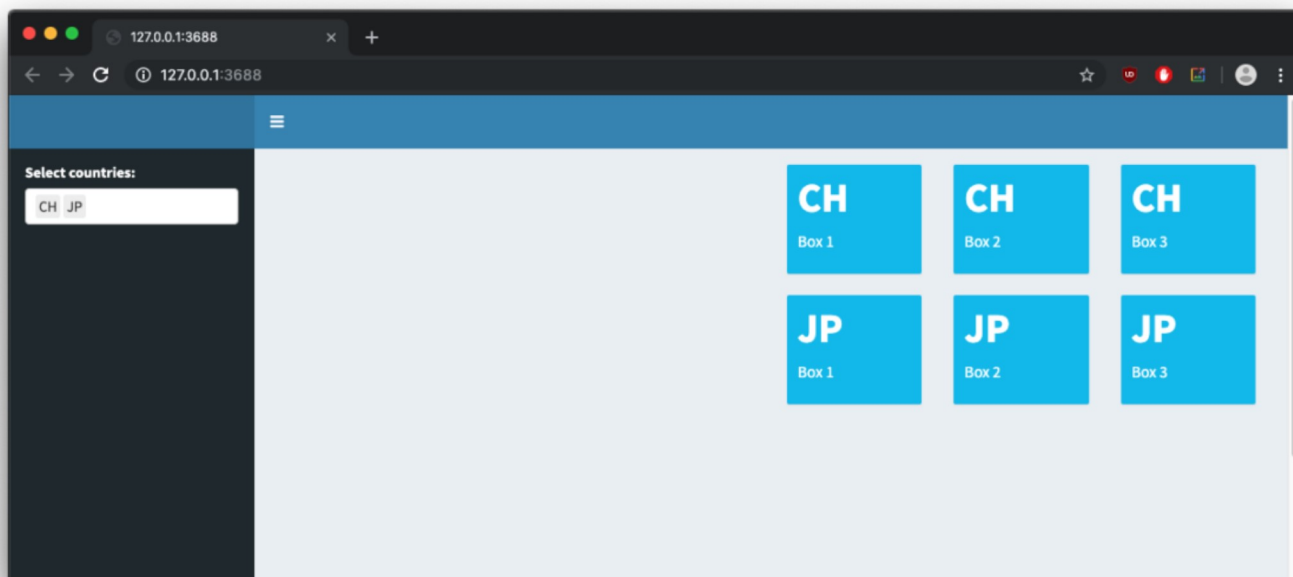 127.0.0.1:3688
127.0.0.1:3688
Select countries:
CH JP
CH CH CH
Box 1 Box 2 Box 3
JP JP JP
Box 1 Box 2 Box 3